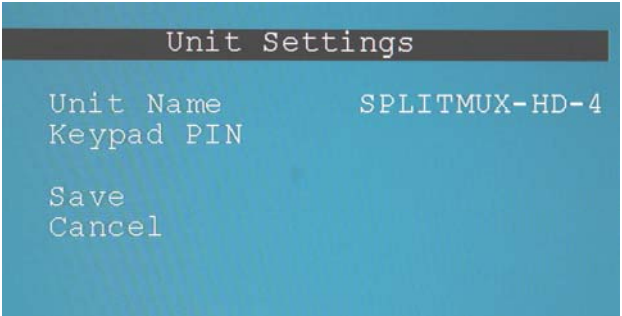 Unit Settings
Unit Name SPLITMUX-HD-4
Keypad PIN
Save
Cancel